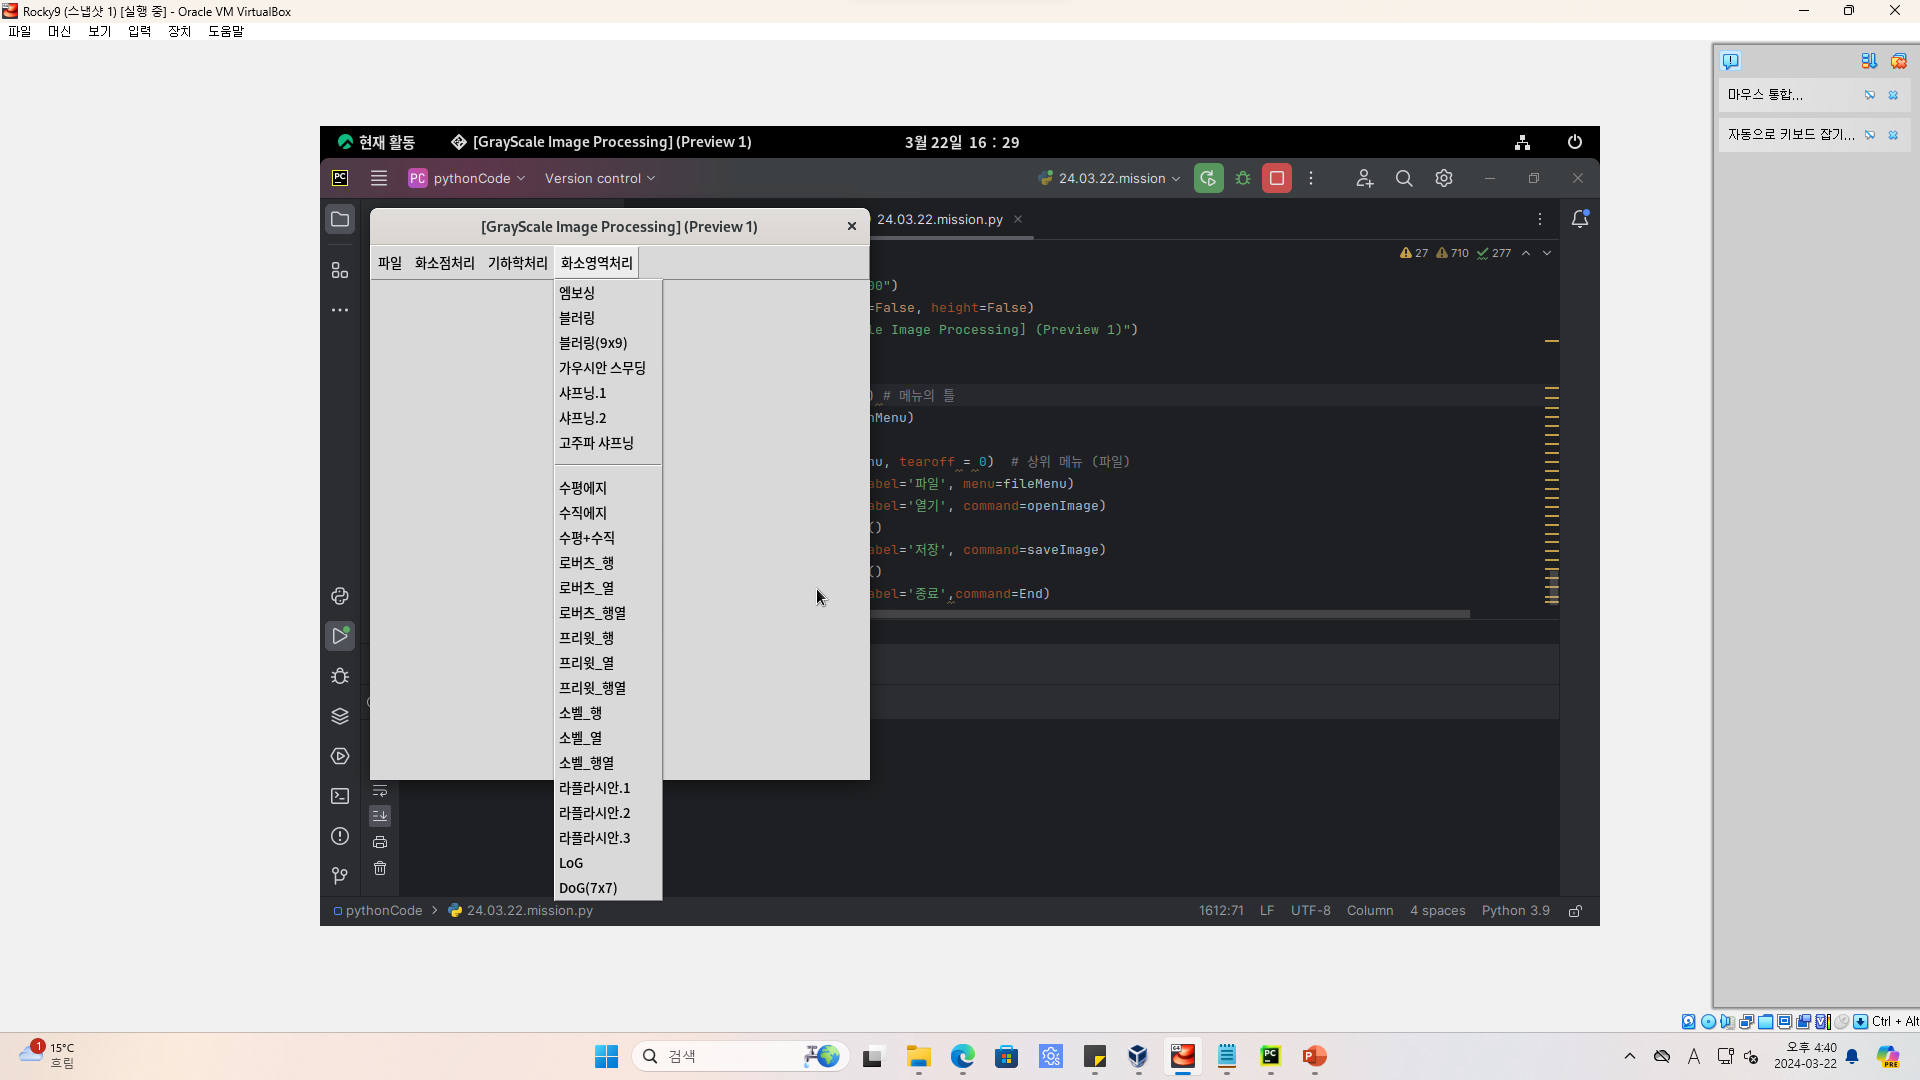 Rocky9 (스냅샷 1) [실행 중] - Oracle VM VirtualBox
파일 머신 보기 입력 장치 도움말
마우스 통합...
자동으로 키보드 잡기...
현재 활동 [GrayScale Image Processing] (Preview 1) 3월 22일 16 : 29
PC PC pythonCode Version control 24.03.22.mission
[GrayScale Image Processing] (Preview 1)
24.03.22.mission.py
파일 화소점처리 기하학처리 화소영역처리
27 710 277
엠보싱
블러링
블러링(9x9)
가우시안 스무딩
샤프닝.1
샤프닝.2
고주파 샤프닝
수평에지
수직에지
수평+수직
로버츠_행
로버츠_열
로버츠_행열
프리윗_행
프리윗_열
프리윗_행열
소벨_행
소벨_열
소벨_행열
라플라시안.1
라플라시안.2
라플라시안.3
LoG
DoG(7x7)
00")
=False, height=False)
le Image Processing] (Preview 1)")
) # 메뉴의 틀
nMenu)
nu, tearoff = 0) # 상위 메뉴 (파일)
abel='파일', menu=fileMenu)
abel='열기', command=openImage)
()
abel='저장', command=saveImage)
()
abel='종료',command=End)
pythonCode > 24.03.22.mission.py 1612:71 LF UTF-8 Column 4 spaces Python 3.9
Ctrl + Alt
1 15°C
흐림
검색
A
오후 4:40
2024-03-22
PRE